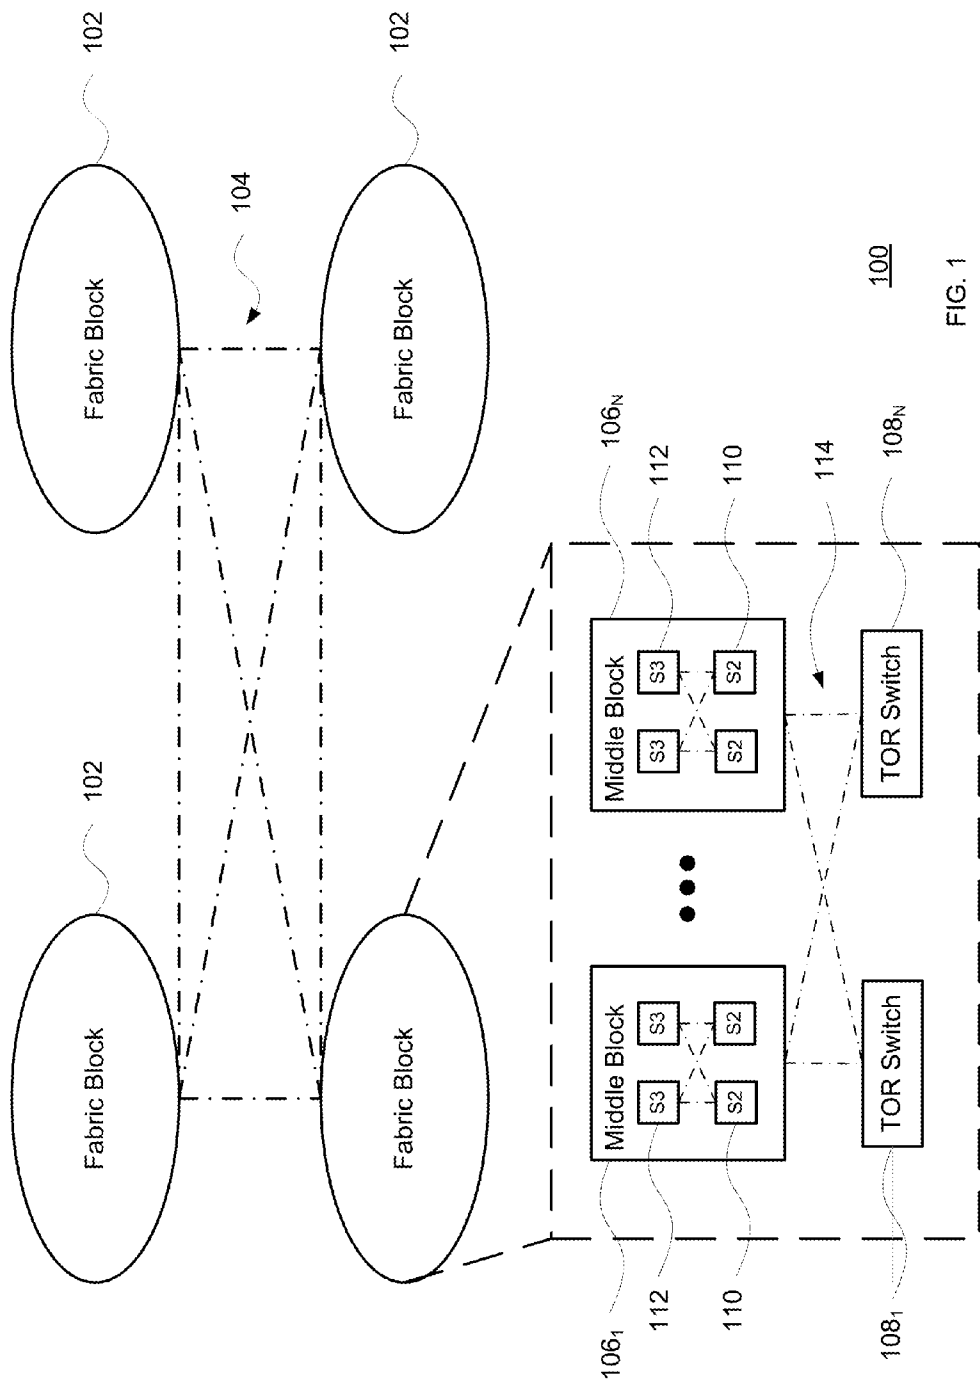 Fabric Block
102
Fabric Block
102
104
Fabric Block
Fabric Block
102
106₁
Middle Block
Middle Block
106N
112
S3
S3
S3
S3
112
110
S2
S2
S2
S2
110
114
108₁
TOR Switch
TOR Switch
108N
100
FIG. 1